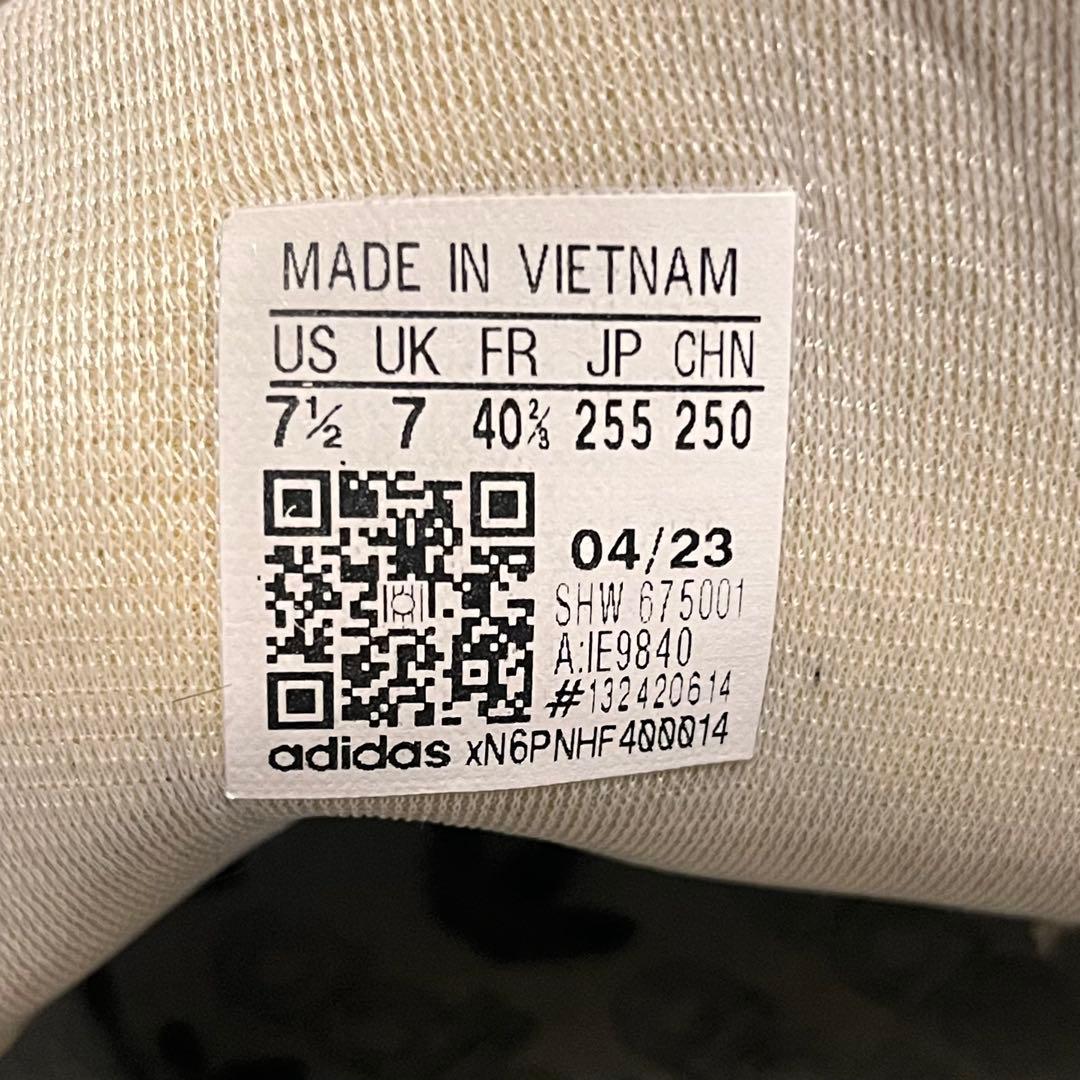 MADE IN VIETNAM
US UK FR JP CHN
7½ 7 40⅔ 255 250
04/23
SHW 675001
A:IE9840
#132420614
adidas xN6PNHF400014